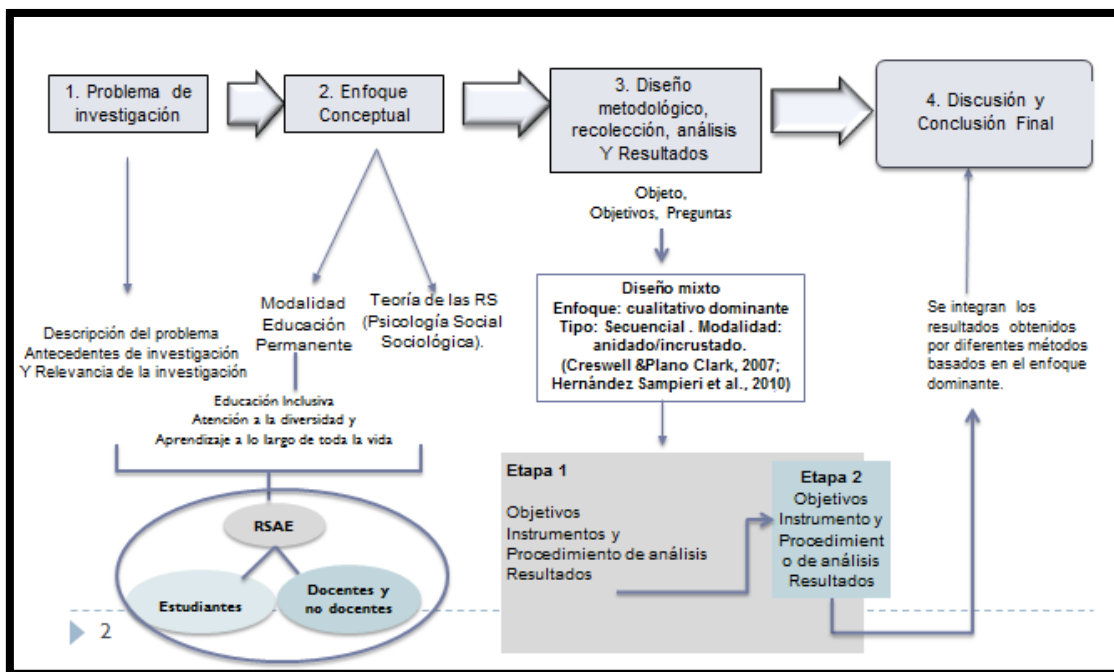 1. Problema de
investigación
2. Enfoque
Conceptual
3. Diseño
metodológico,
recolección, análisis
Y Resultados
4. Discusión y
Conclusión Final
Descripción del problema
Antecedentes de investigación
Y Relevancia de la investigación
Modalidad
Educación
Permanente
Teoría de las RS
(Psicología Social
Sociológica).
Educación Inclusiva
Atención a la diversidad y
Aprendizaje a lo largo de toda la vida
RSAE
Estudiantes
Docentes y
no docentes
Objeto,
Objetivos, Preguntas
Diseño mixto
Enfoque: cualitativo dominante
Tipo: Secuencial . Modalidad:
anidado/incrustado.
(Creswell &Plano Clark, 2007;
Hernández Sampieri et al., 2010)
Etapa 1
Objetivos
Instrumentos y
Procedimiento de análisis
Resultados
Etapa 2
Objetivos
Instrumento y
Procedimient
o de análisis
Resultados
Se integran los
resultados obtenidos
por diferentes métodos
basados en el enfoque
dominante.
2